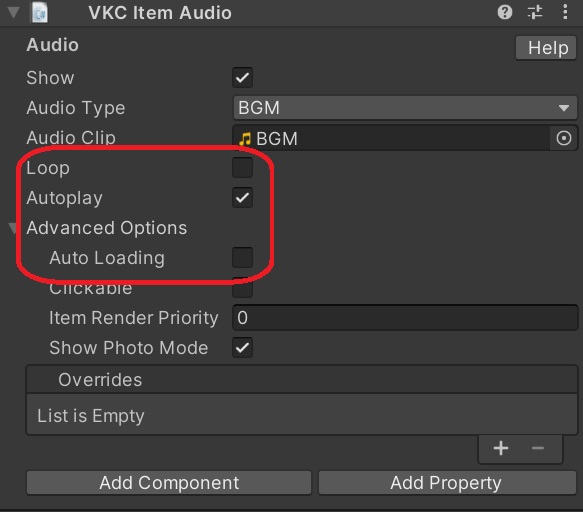 VKC Item Audio
Audio
Help
Show
Audio Type BGM
Audio Clip BGM
Loop
Autoplay
Advanced Options
Auto Loading
Clickable
Item Render Priority 0
Show Photo Mode
Overrides
List is Empty
+ −
Add Component Add Property